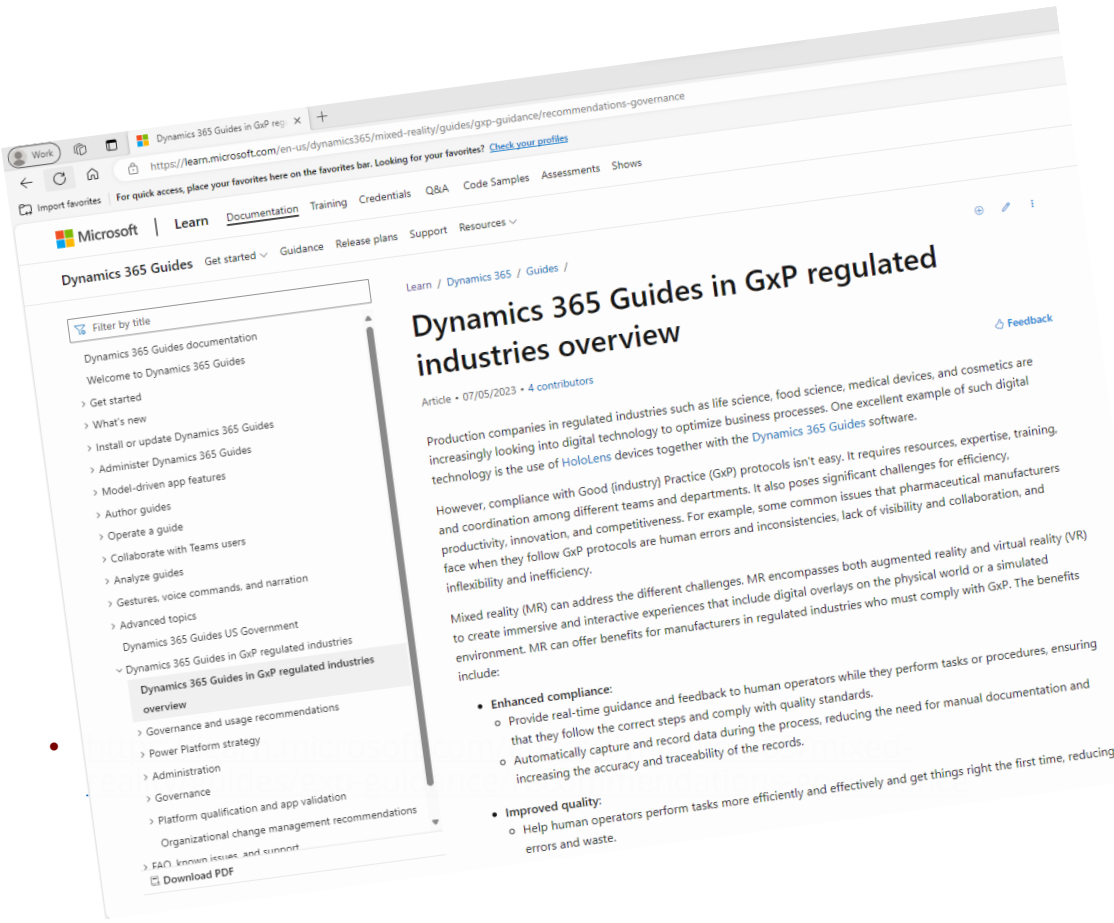 Work
Dynamics 365 Guides in GxP reg
https://learn.microsoft.com/en-us/dynamics365/mixed-reality/guides/gxp-guidance/recommendations-governance
Import favorites
For quick access, place your favorites here on the favorites bar. Looking for your favorites? Check your profiles
Microsoft
Learn
Documentation
Training
Credentials
Q&A
Code Samples
Assessments
Shows
Dynamics 365 Guides
Get started
Guidance
Release plans
Support
Resources
Filter by title
Dynamics 365 Guides documentation
Welcome to Dynamics 365 Guides
Get started
What's new
Install or update Dynamics 365 Guides
Administer Dynamics 365 Guides
Model-driven app features
Author guides
Operate a guide
Collaborate with Teams users
Analyze guides
Gestures, voice commands, and narration
Advanced topics
Dynamics 365 Guides US Government
Dynamics 365 Guides in GxP regulated industries
Dynamics 365 Guides in GxP regulated industries
overview
Governance and usage recommendations
Power Platform strategy
Administration
Governance
Platform qualification and app validation
Organizational change management recommendations
FAQ, known issues, and support
Download PDF
Learn / Dynamics 365 / Guides /
Dynamics 365 Guides in GxP regulated
industries overview
Feedback
Article • 07/05/2023 • 4 contributors
Production companies in regulated industries such as life science, food science, medical devices, and cosmetics are
increasingly looking into digital technology to optimize business processes. One excellent example of such digital
technology is the use of HoloLens devices together with the Dynamics 365 Guides software.
However, compliance with Good {industry} Practice (GxP) protocols isn't easy. It requires resources, expertise, training,
and coordination among different teams and departments. It also poses significant challenges for efficiency,
productivity, innovation, and competitiveness. For example, some common issues that pharmaceutical manufacturers
face when they follow GxP protocols are human errors and inconsistencies, lack of visibility and collaboration, and
inflexibility and inefficiency.
Mixed reality (MR) can address the different challenges. MR encompasses both augmented reality and virtual reality (VR)
to create immersive and interactive experiences that include digital overlays on the physical world or a simulated
environment. MR can offer benefits for manufacturers in regulated industries who must comply with GxP. The benefits
include:
• Enhanced compliance:
o Provide real-time guidance and feedback to human operators while they perform tasks or procedures, ensuring
that they follow the correct steps and comply with quality standards.
o Automatically capture and record data during the process, reducing the need for manual documentation and
increasing the accuracy and traceability of the records.
• Improved quality:
o Help human operators perform tasks more efficiently and effectively and get things right the first time, reducing
errors and waste.